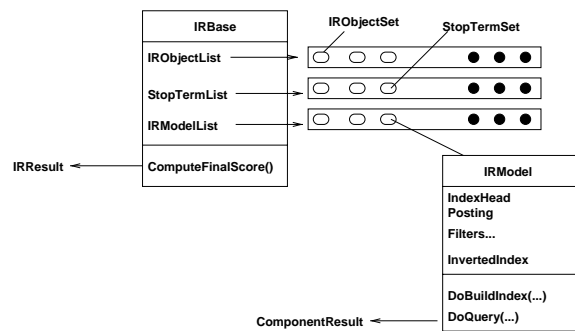 IRObjectSet
IRBase
StopTermSet
IRObjectList
StopTermList
IRModelList
IRResult
ComputeFinalScore()
IRModel
IndexHead
Posting
Filters...
InvertedIndex
DoBuildIndex(...)
ComponentResult
DoQuery(...)